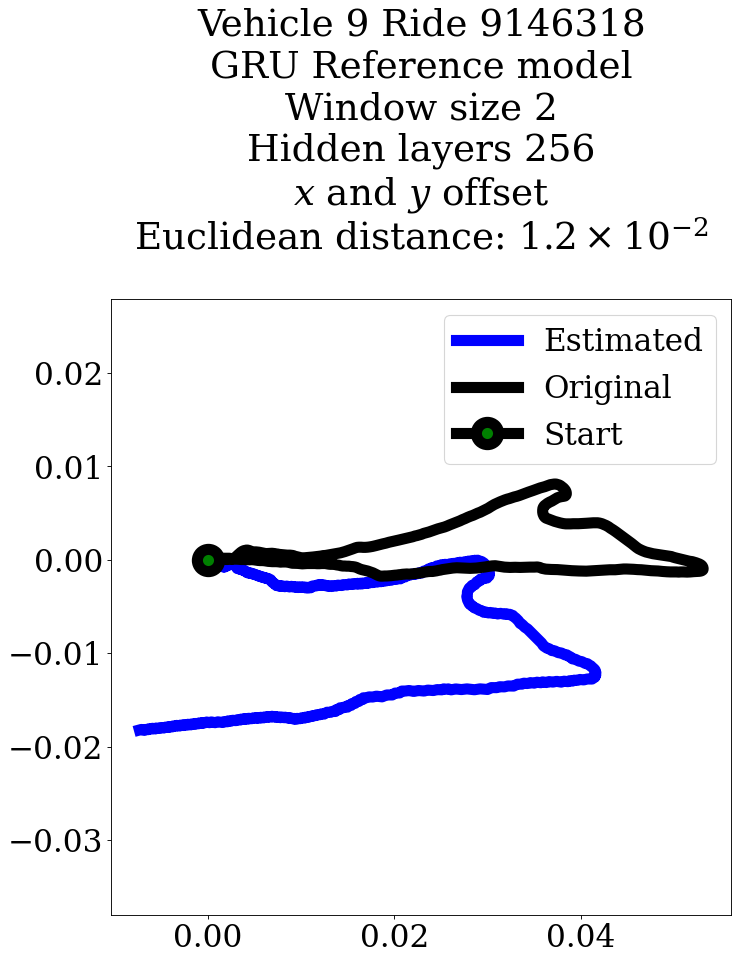 Vehicle 9 Ride 9146318
GRU Reference model
Window size 2
Hidden layers 256
x and y offset
Euclidean distance: 1.2 × 10⁻²
Estimated
Original
Start
0.02
0.01
0.00
−0.01
−0.02
−0.03
0.00 0.02 0.04